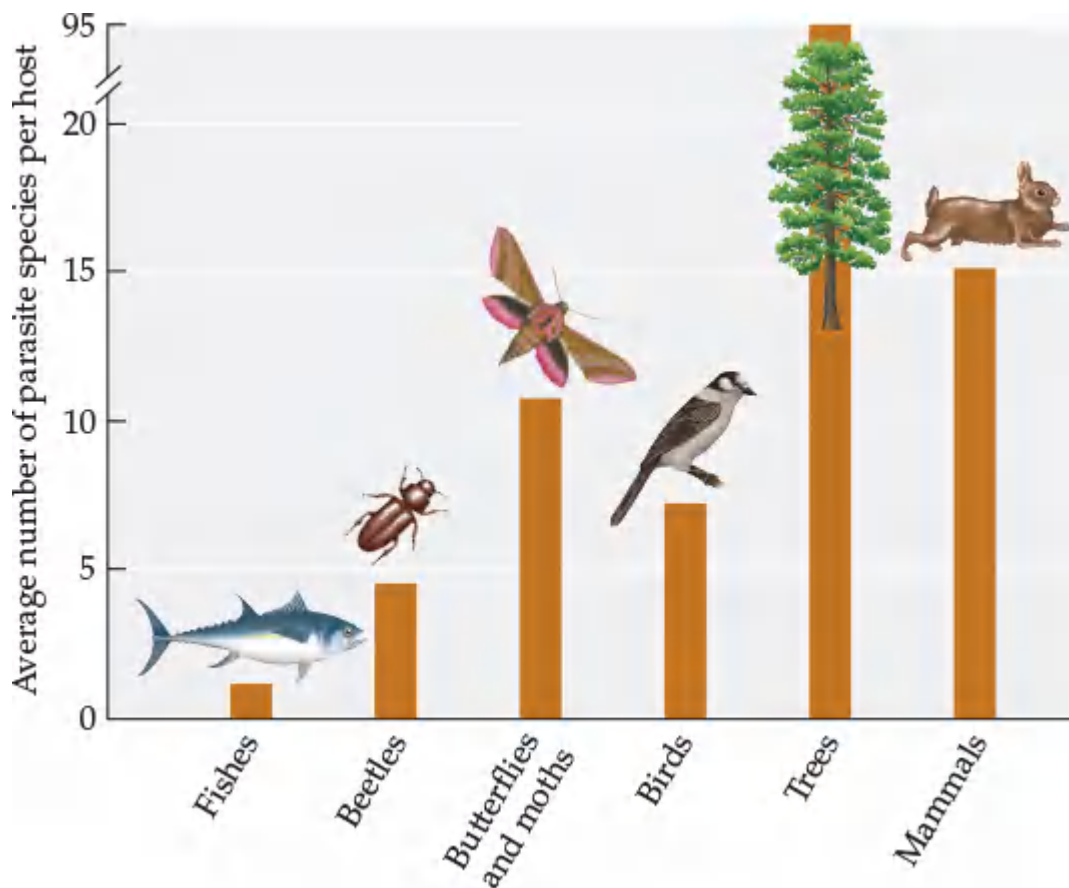 Average number of parasite species per host
95
20
15
10
5
0
Fishes
Beetles
Butterflies
and moths
Birds
Trees
Mammals